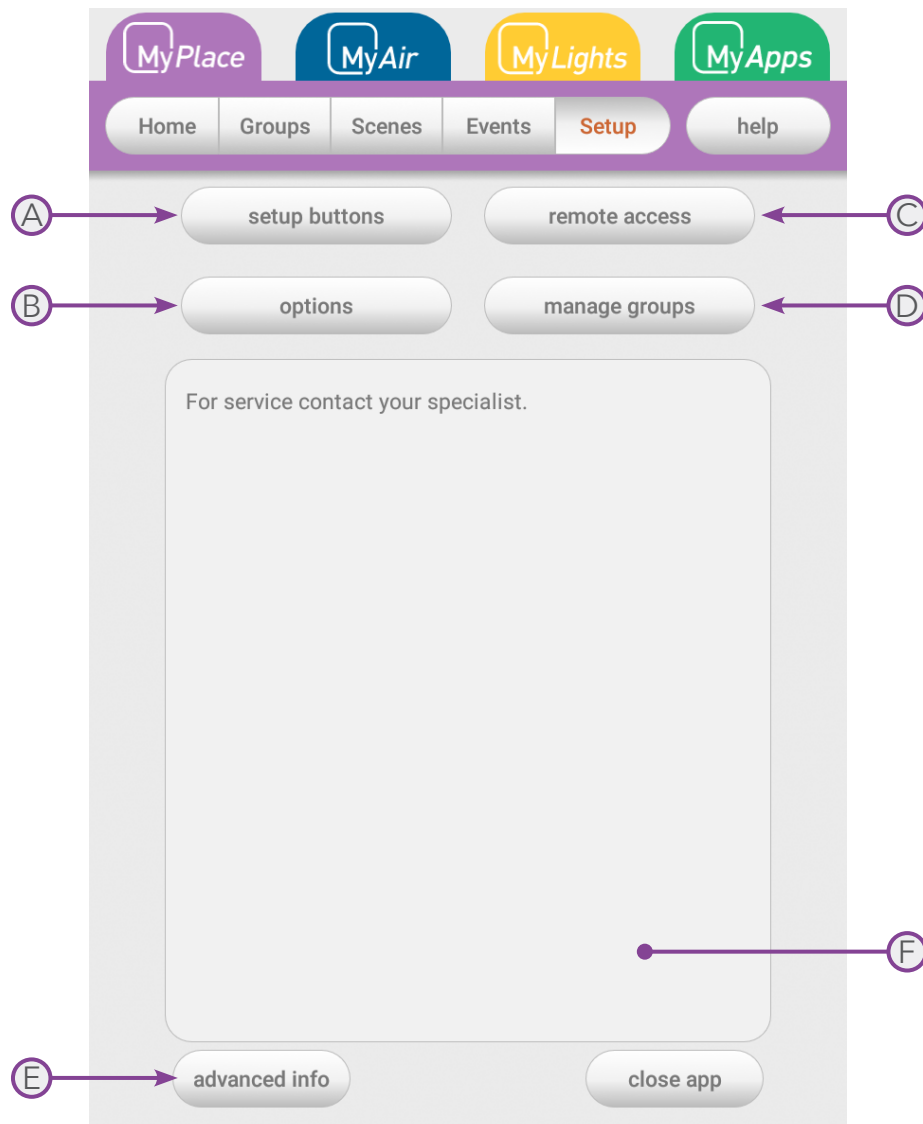 MyPlace MyAir MyLights MyApps
Home Groups Scenes Events Setup help
A setup buttons remote access C
B options manage groups D
For service contact your specialist.
F
E advanced info close app